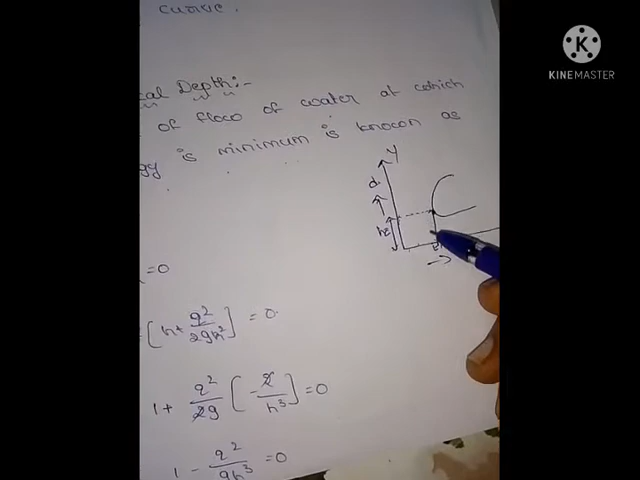 curve.
K
KINEMASTER
cal Depth:-
of flow of water at which
gy is minimum is known as
y
d
hc
=0
[h+ q²/2gh²] = 0.
1 + q²/2g [-2/h³] = 0
1 - q²/gh³ = 0